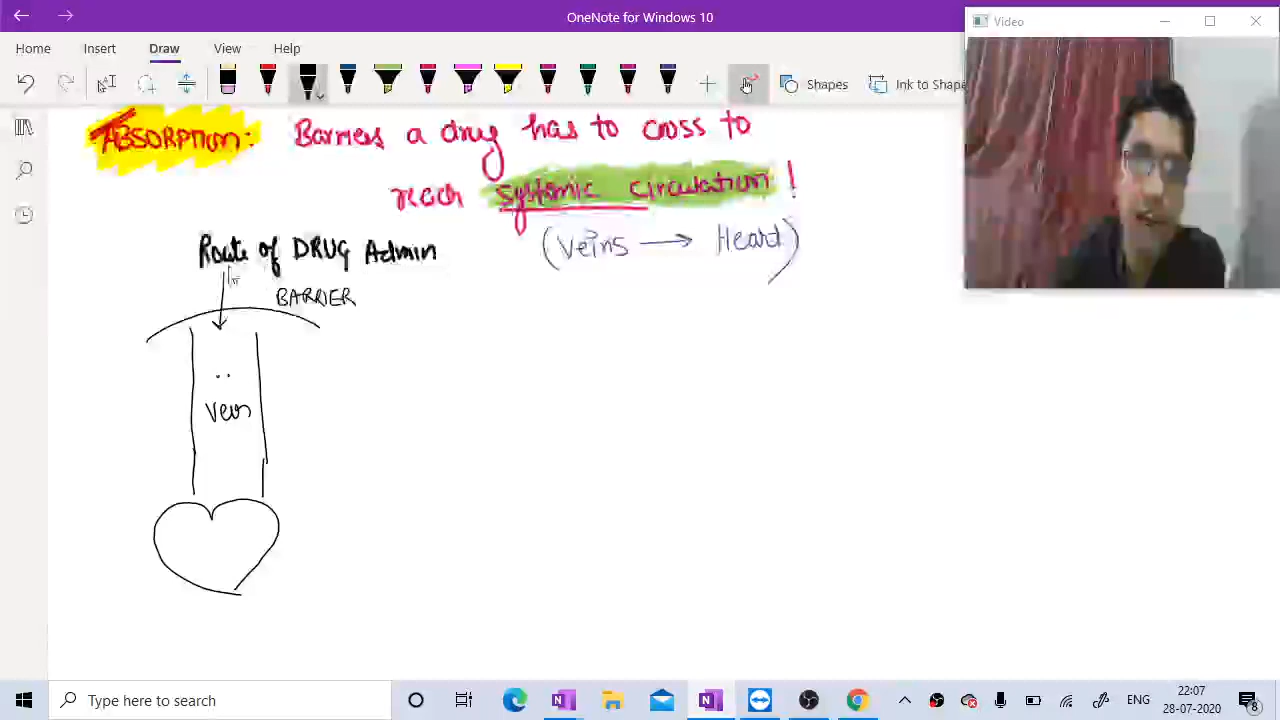 OneNote for Windows 10
Video
Home Insert Draw View Help
Shapes
Ink to Shape
ABSORPTION: Barriers a drug has to cross to
reach systemic circulation !
(veins → Heart)
Route of DRUG Admin
BARRIER
Vein
Type here to search
ENG
22:07
28-07-2020
8